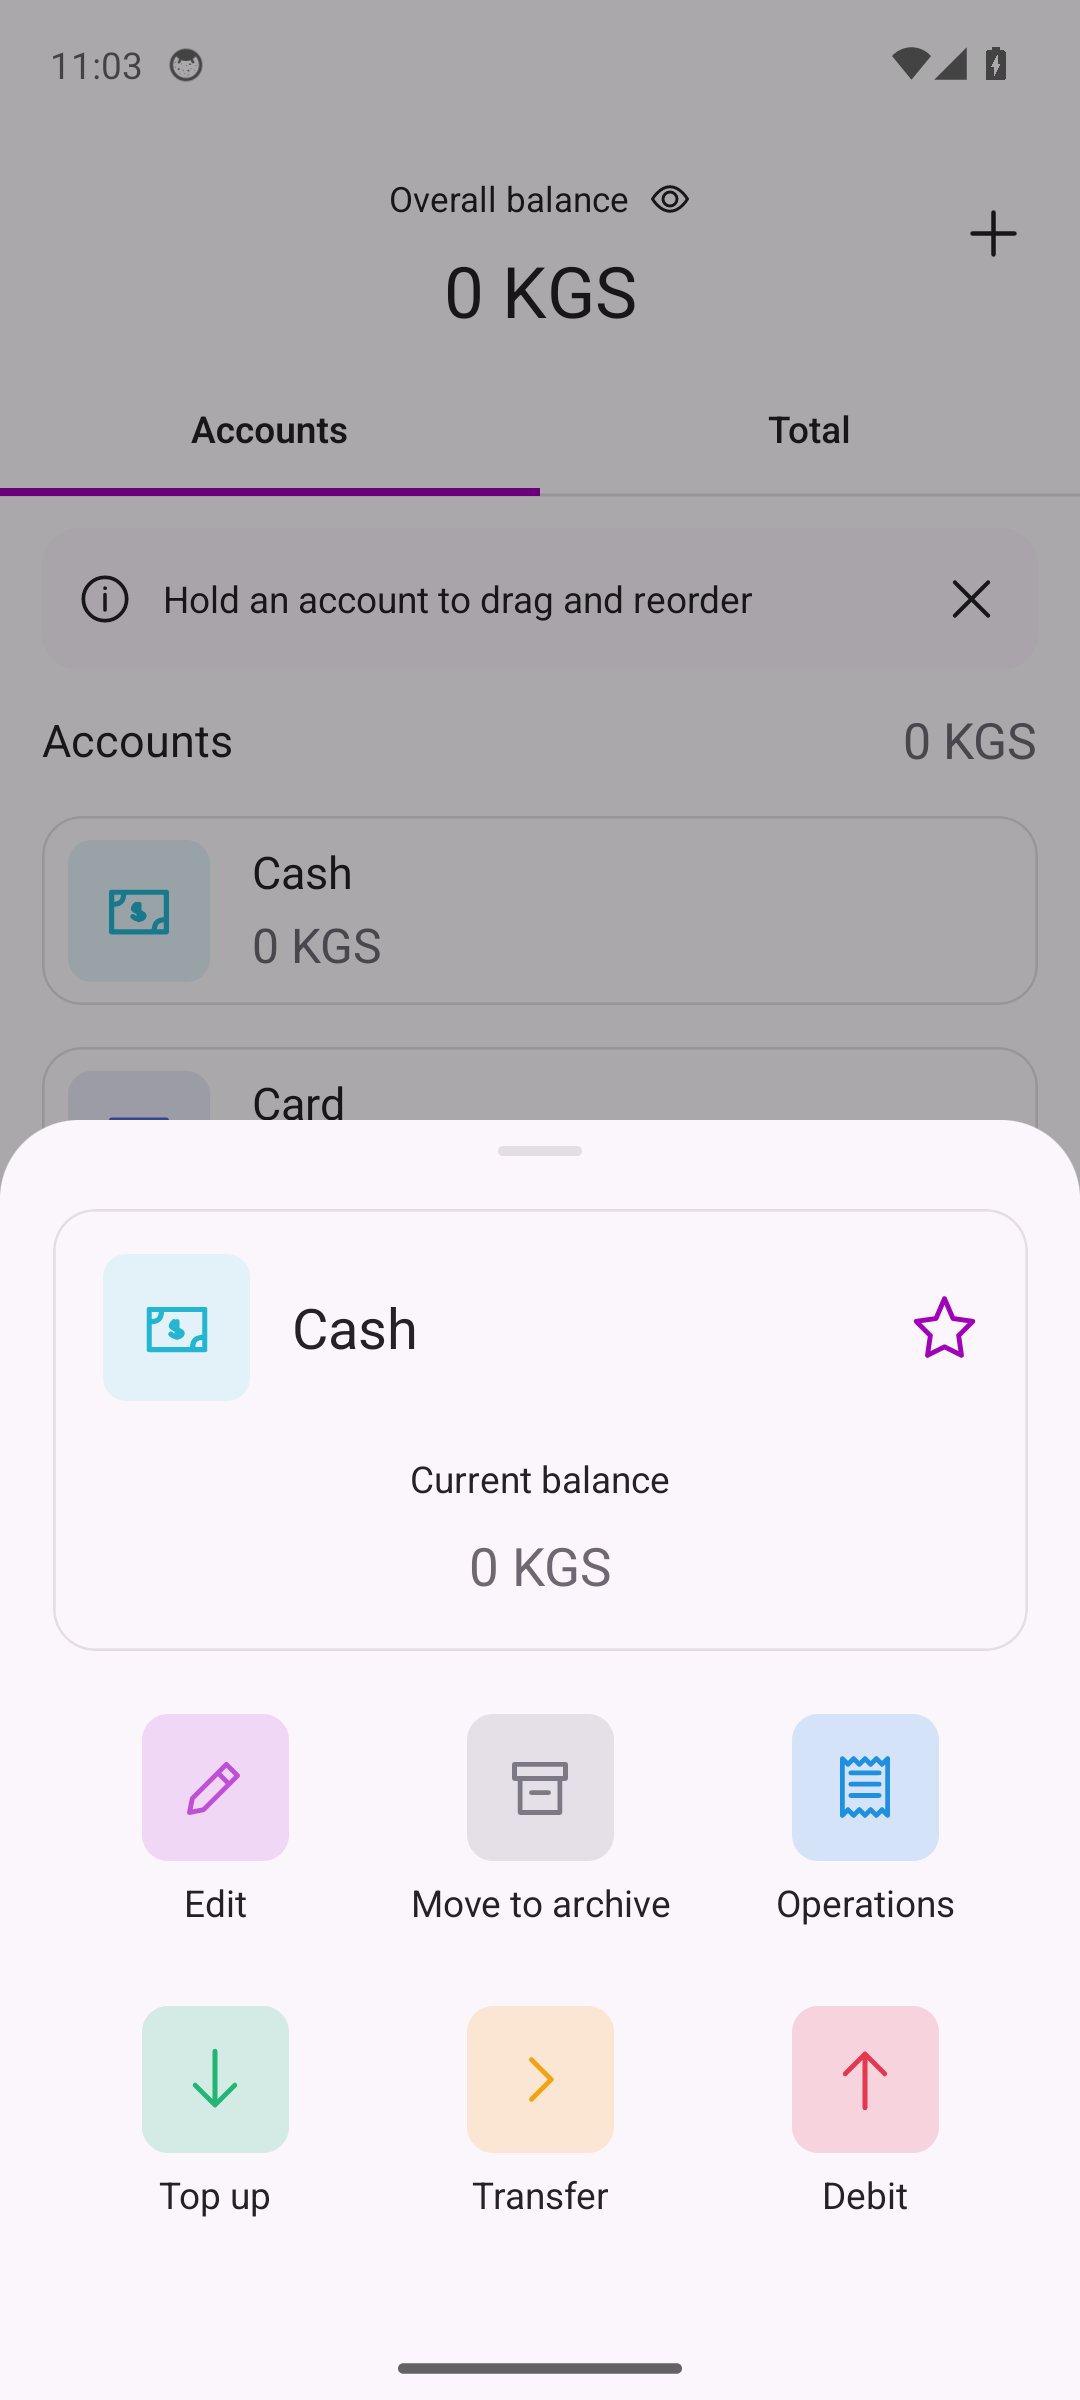 11:03
Overall balance
0 KGS
Accounts
Total
Hold an account to drag and reorder
Accounts
0 KGS
Cash
0 KGS
Card
Cash
Current balance
0 KGS
Edit
Move to archive
Operations
Top up
Transfer
Debit